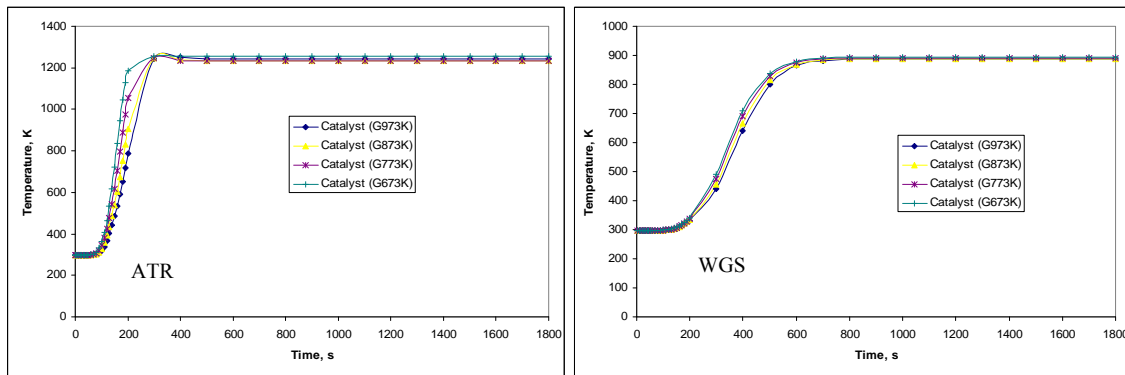 1400
1200
1000
800
600
400
200
0
Temperature, K
Catalyst (G973K)
Catalyst (G873K)
Catalyst (G773K)
Catalyst (G673K)
ATR
0 200 400 600 800 1000 1200 1400 1600 1800
Time, s
1000
900
800
700
600
500
400
300
200
100
0
Temperature, K
Catalyst (G973K)
Catalyst (G873K)
Catalyst (G773K)
Catalyst (G673K)
WGS
0 200 400 600 800 1000 1200 1400 1600 1800
Time, s